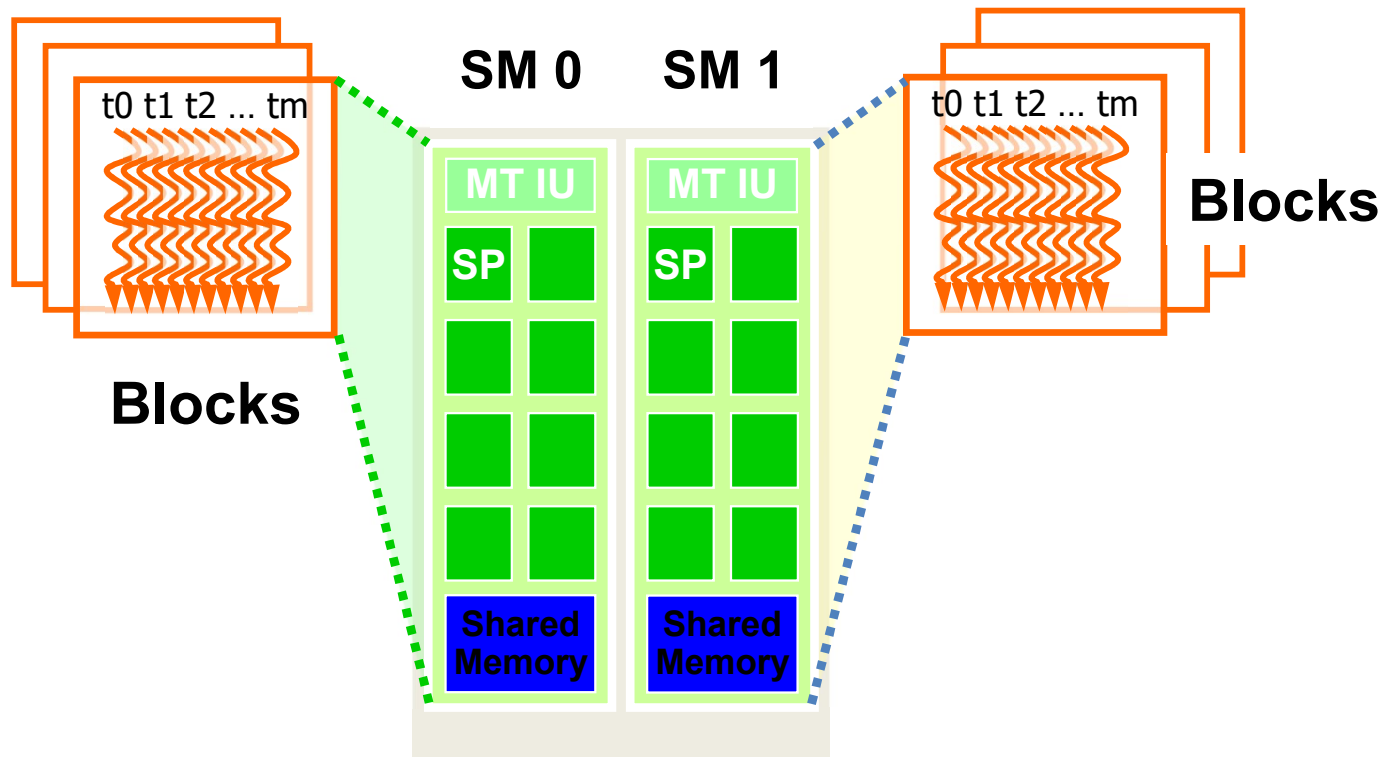 SM 0
SM 1
t0 t1 t2 ... tm
t0 t1 t2 ... tm
MT IU
MT IU
Blocks
SP
SP
Blocks
Shared
Memory
Shared
Memory